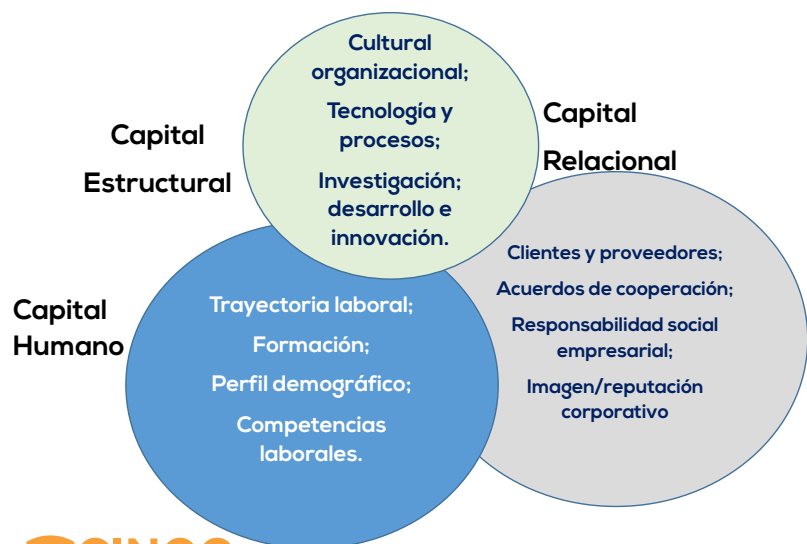 Cultural
organizacional;
Tecnología y
procesos;
Investigación;
desarrollo e
innovación.
Capital
Estructural
Capital
Relacional
Clientes y proveedores;
Acuerdos de cooperación;
Responsabilidad social
empresarial;
Imagen/reputación
corporativo
Capital
Humano
Trayectoria laboral;
Formación;
Perfil demográfico;
Competencias
laborales.